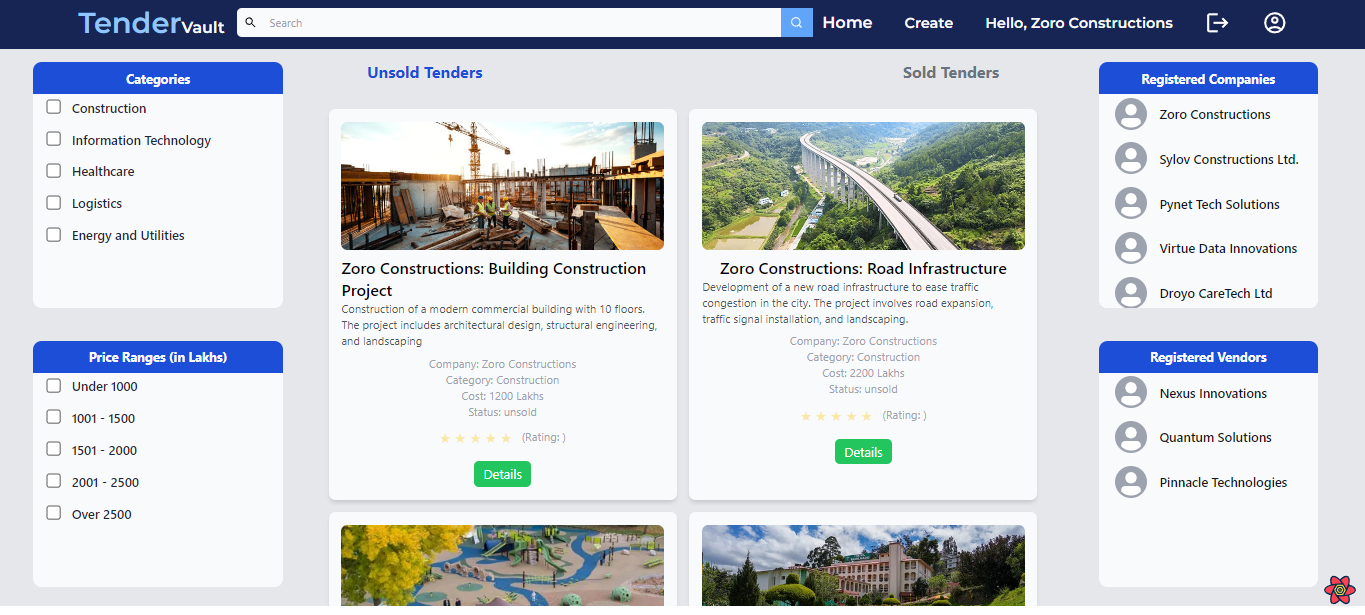 TenderVault
Search
Home
Create
Hello, Zoro Constructions
Categories
Construction
Information Technology
Healthcare
Logistics
Energy and Utilities
Price Ranges (in Lakhs)
Under 1000
1001 - 1500
1501 - 2000
2001 - 2500
Over 2500
Unsold Tenders
Sold Tenders
Zoro Constructions: Building Construction
Project
Construction of a modern commercial building with 10 floors.
The project includes architectural design, structural engineering,
and landscaping
Company: Zoro Constructions
Category: Construction
Cost: 1200 Lakhs
Status: unsold
(Rating: )
Details
Zoro Constructions: Road Infrastructure
Development of a new road infrastructure to ease traffic
congestion in the city. The project involves road expansion,
traffic signal installation, and landscaping.
Company: Zoro Constructions
Category: Construction
Cost: 2200 Lakhs
Status: unsold
(Rating: )
Details
Registered Companies
Zoro Constructions
Sylov Constructions Ltd.
Pynet Tech Solutions
Virtue Data Innovations
Droyo CareTech Ltd
Registered Vendors
Nexus Innovations
Quantum Solutions
Pinnacle Technologies